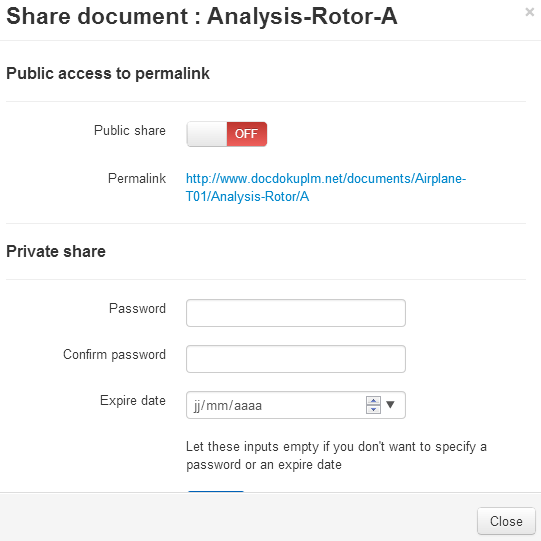 Share document : Analysis-Rotor-A
×
Public access to permalink
Public share
OFF
Permalink
http://www.docdokuplm.net/documents/Airplane-
T01/Analysis-Rotor/A
Private share
Password
Confirm password
Expire date
jj/mm/aaaa
Let these inputs empty if you don't want to specify a
password or an expire date
Close